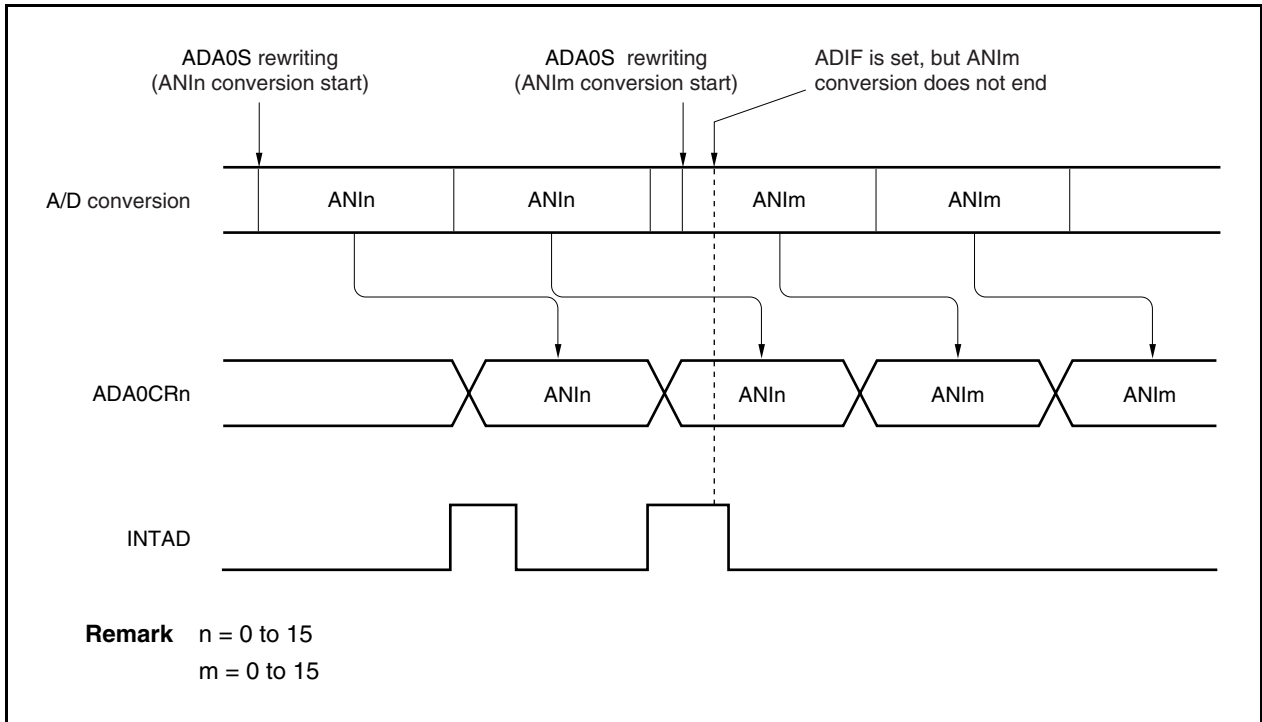 ADA0S rewriting
(ANIn conversion start)
ADA0S rewriting
(ANIm conversion start)
ADIF is set, but ANIm
conversion does not end
A/D conversion
ANIn
ANIn
ANIm
ANIm
ADA0CRn
ANIn
ANIn
ANIm
ANIm
INTAD
Remark n = 0 to 15
m = 0 to 15